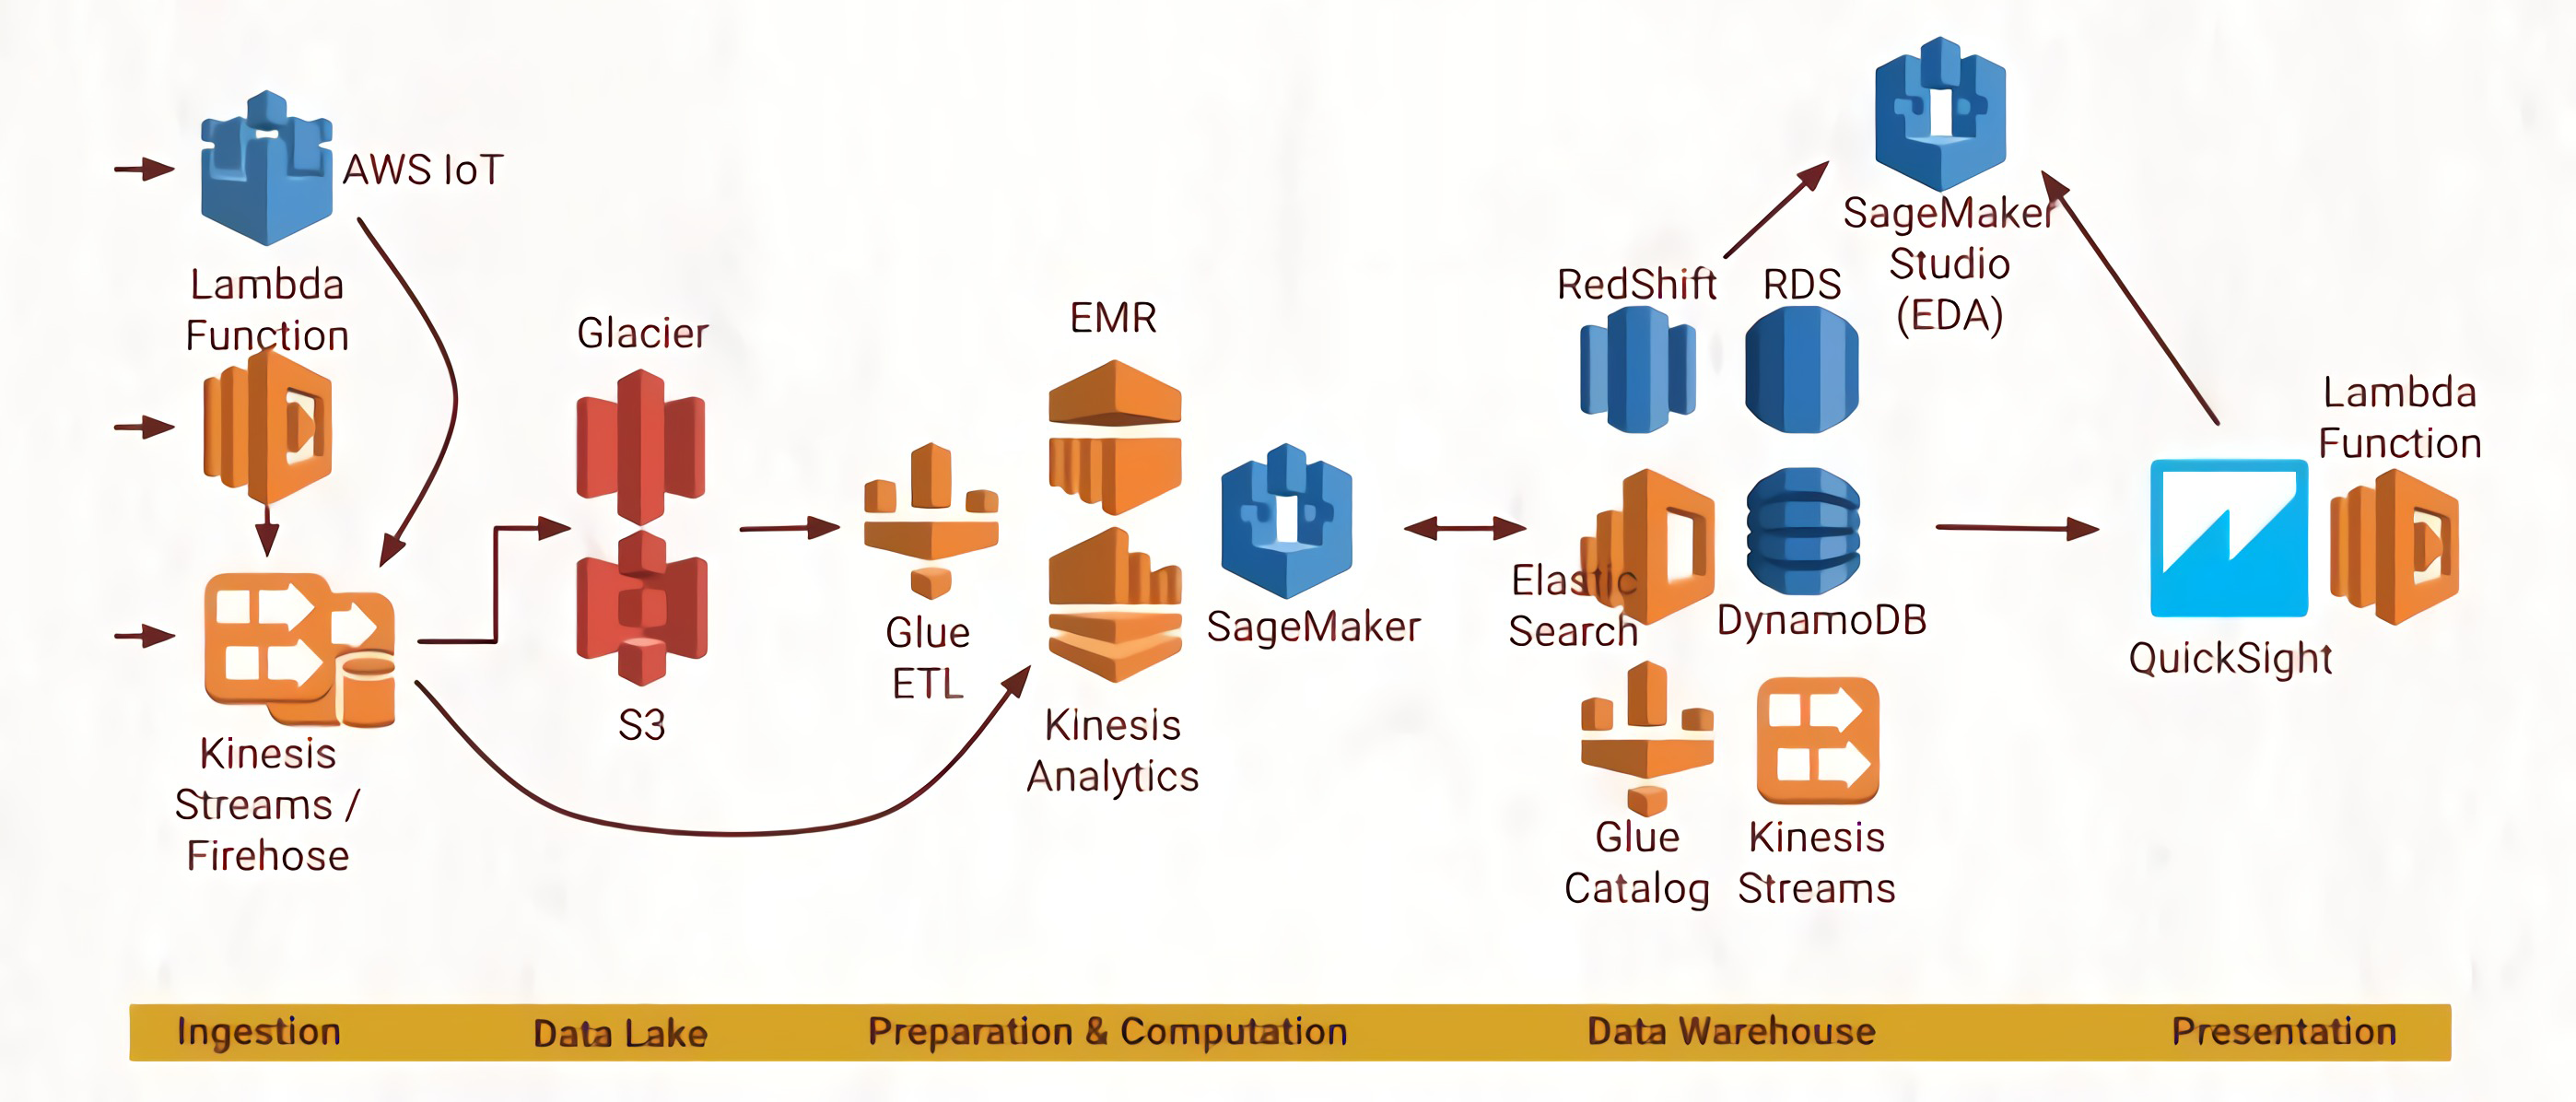 AWS IoT
Lambda
Function
Kinesis
Streams /
Firehose
Glacier
S3
Glue
ETL
EMR
Kinesis
Analytics
SageMaker
RedShift
RDS
Elastic
Search
DynamoDB
Glue
Catalog
Kinesis
Streams
SageMaker
Studio
(EDA)
QuickSight
Lambda
Function
Ingestion
Data Lake
Preparation & Computation
Data Warehouse
Presentation